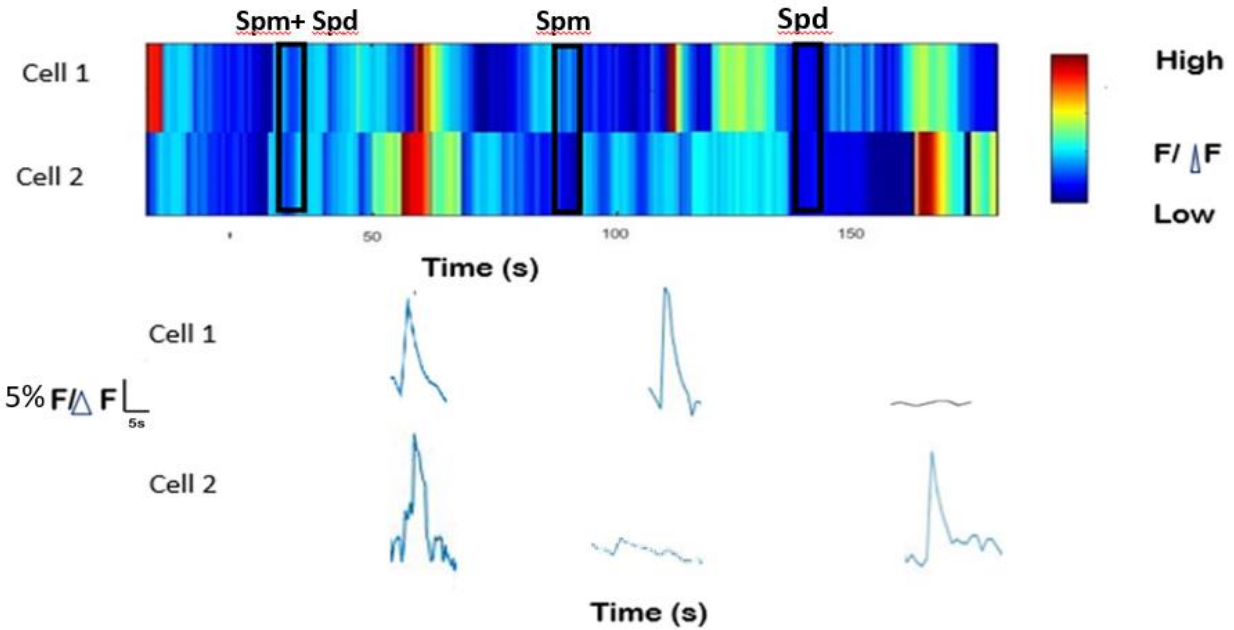 Spm+ Spd Spm Spd
Cell 1
Cell 2
High
F/ △F
Low
50 100 150
Time (s)
Cell 1
5% F/△ F
5s
Cell 2
Time (s)